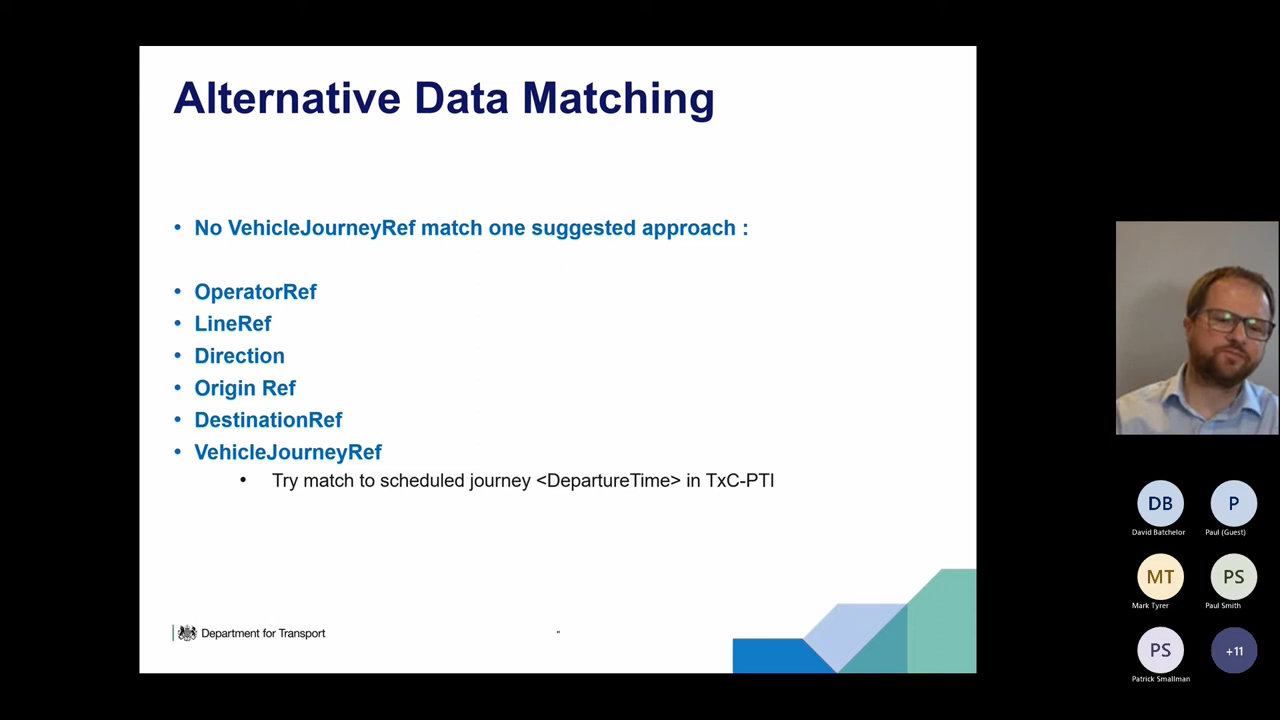 Alternative Data Matching
• No VehicleJourneyRef match one suggested approach :
• OperatorRef
• LineRef
• Direction
• Origin Ref
• DestinationRef
• VehicleJourneyRef
• Try match to scheduled journey <DepartureTime> in TxC-PTI
Department for Transport
"
DB
David Batchelor
P
Paul (Guest)
MT
Mark Tyrer
PS
Paul Smith
PS
Patrick Smallman
+11